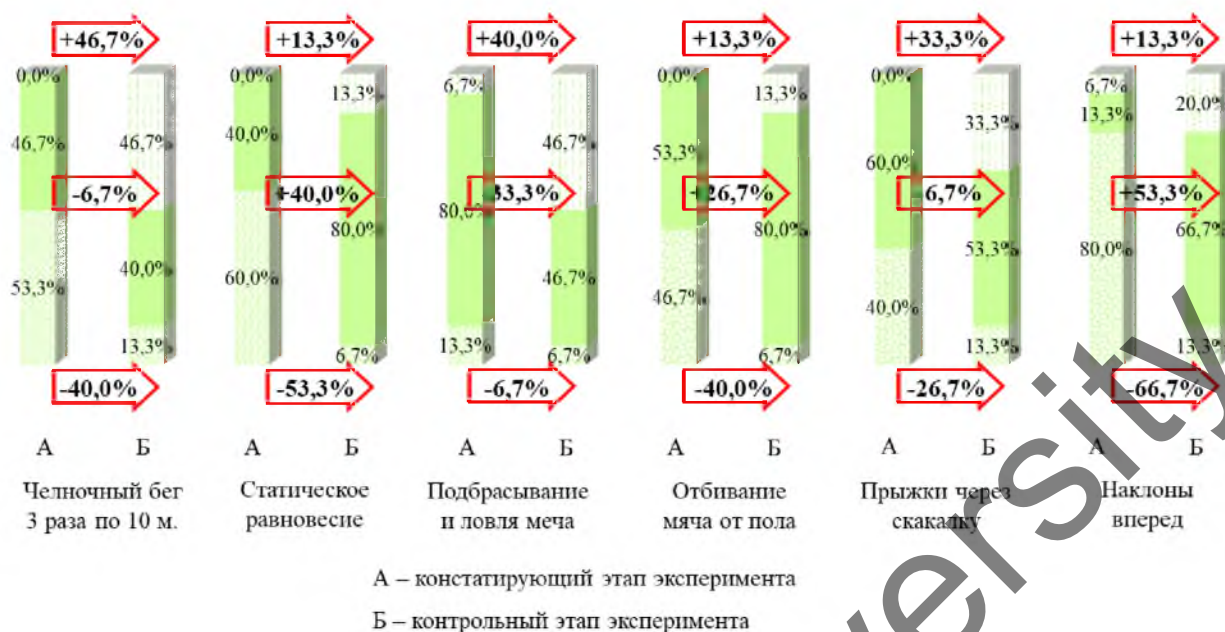 +46,7% +13,3% +40,0% +13,3% +33,3% +13,3%
0,0% 0,0% 6,7% 0,0% 0,0% 6,7%
13,3% 13,3% 20,0%
13,3%
46,7% 46,7% 40,0% 46,7% 53,3% 60,0% 33,3%
-6,7% +40,0% 33,3% +26,7% 6,7% +53,3%
80,0% 80,0% 80,0% 66,7%
53,3% 40,0% 60,0% 46,7% 46,7% 40,0% 53,3% 80,0%
13,3% 6,7% 13,3% 6,7% 6,7% 13,3% 13,3%
-40,0% -53,3% -6,7% -40,0% -26,7% -66,7%
А Б А Б А Б А Б А Б А Б
Челночный бег Статическое Подбрасывание Отбивание Прыжки через Наклоны
3 раза по 10 м. равновесие и ловля меча мяча от пола скакалку вперед
А – констатирующий этап эксперимента
Б – контрольный этап эксперимента
versity